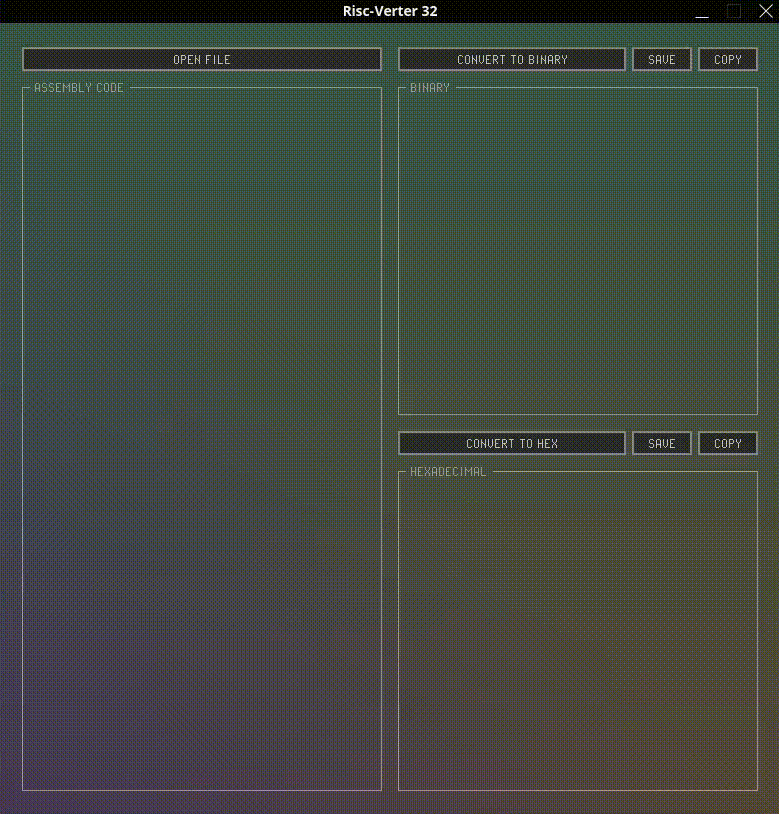 Risc-Verter 32
OPEN FILE
CONVERT TO BINARY
SAVE
COPY
ASSEMBLY CODE
BINARY
CONVERT TO HEX
SAVE
COPY
HEXADECIMAL